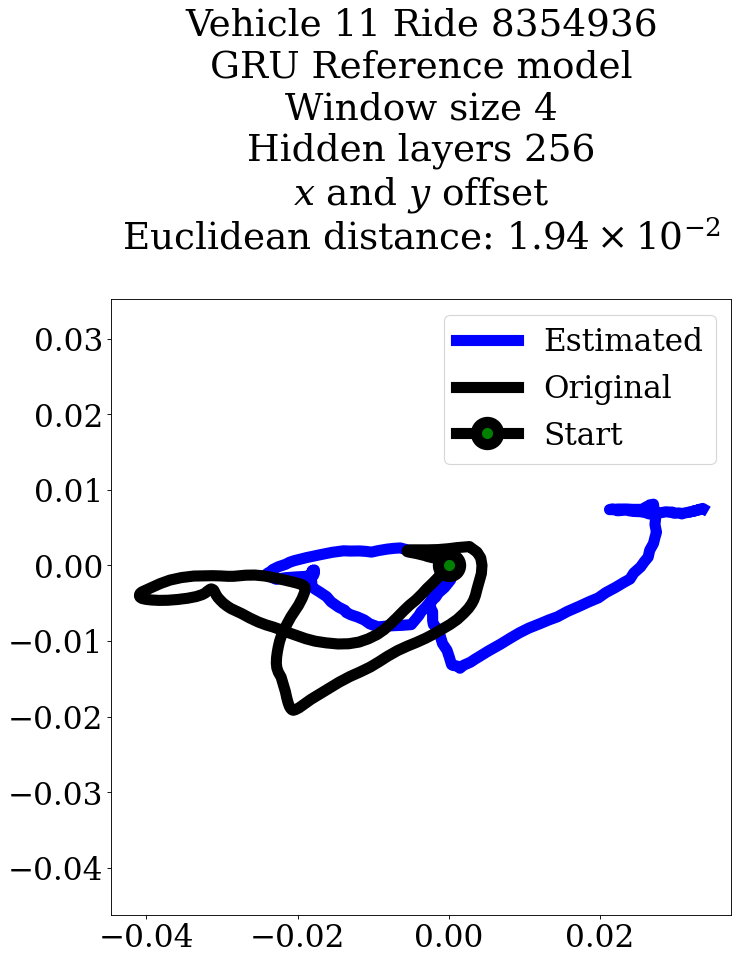 Vehicle 11 Ride 8354936
GRU Reference model
Window size 4
Hidden layers 256
x and y offset
Euclidean distance: 1.94 × 10⁻²
Estimated
Original
Start
0.03
0.02
0.01
0.00
−0.01
−0.02
−0.03
−0.04
−0.04 −0.02 0.00 0.02